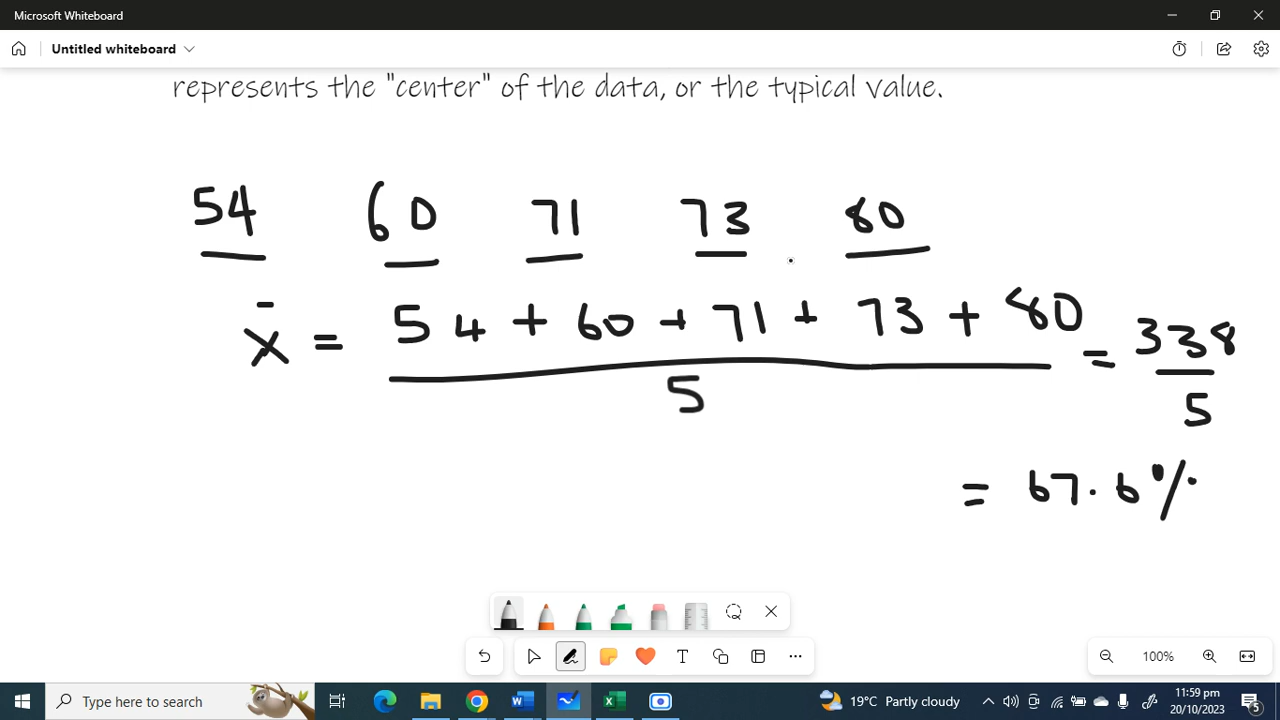 Microsoft Whiteboard
Untitled whiteboard
represents the "center" of the data, or the typical value.
54 60 71 73 80
x̄ = 54 + 60 + 71 + 73 + 80 = 338
5 5
= 67.6%
100%
Type here to search
19°C Partly cloudy
11:59 pm
20/10/2023
5